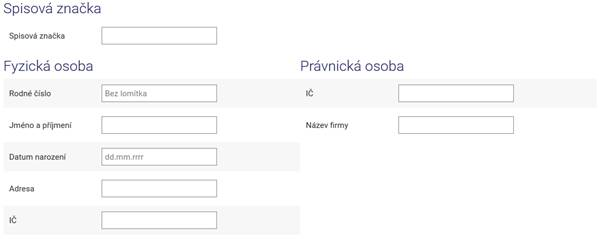 Spisová značka
Spisová značka
Fyzická osoba
Rodné číslo Bez lomítka
Jméno a příjmení
Datum narození dd.mm.rrrr
Adresa
IČ
Právnická osoba
IČ
Název firmy